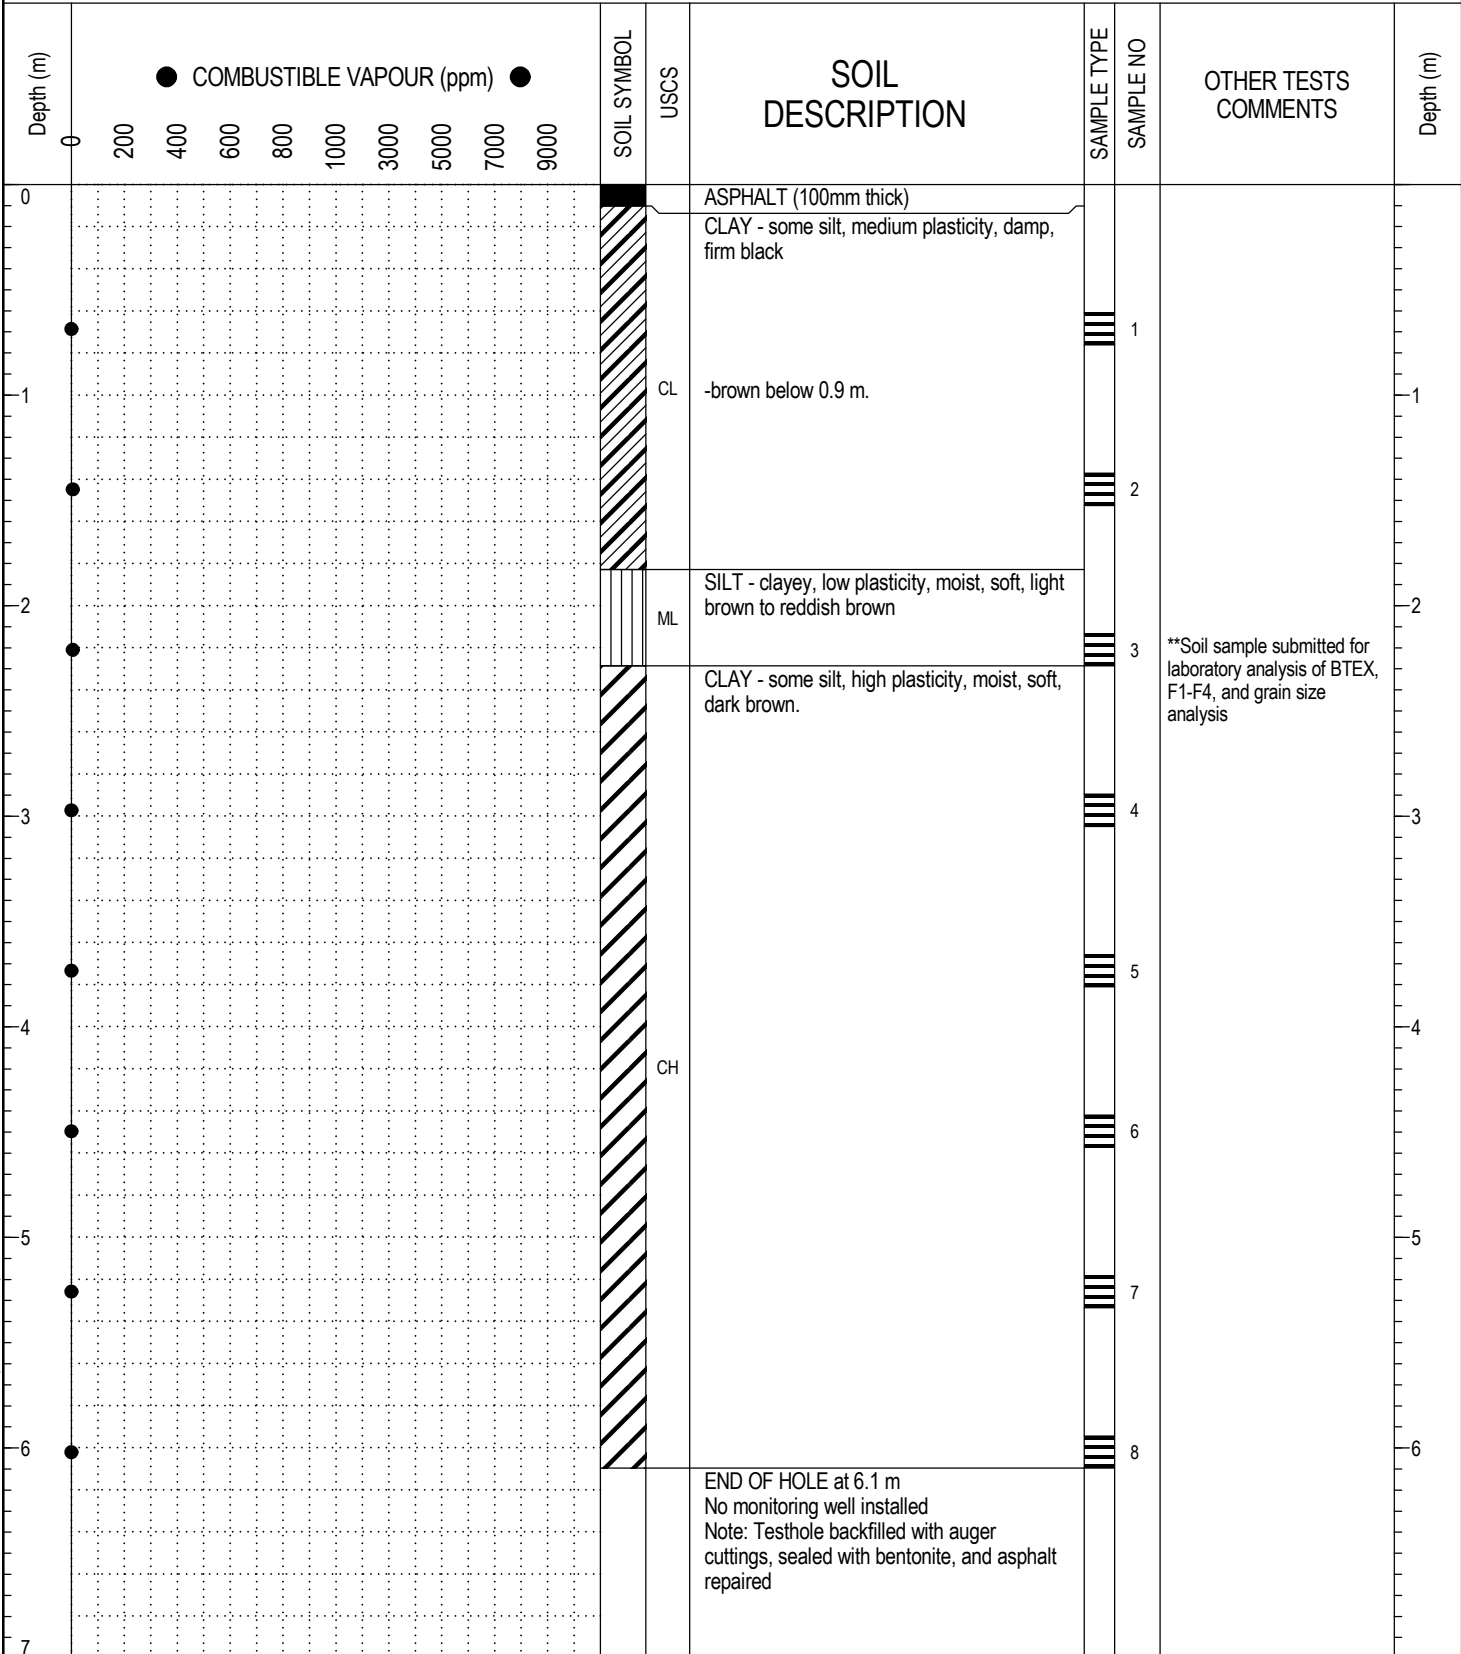 Depth (m)
● COMBUSTIBLE VAPOUR (ppm) ●
0 200 400 600 800 1000 3000 5000 7000 9000
SOIL SYMBOL
USCS
SOIL
DESCRIPTION
SAMPLE TYPE
SAMPLE NO
OTHER TESTS
COMMENTS
Depth (m)
0
ASPHALT (100mm thick)
CLAY - some silt, medium plasticity, damp,
firm black
1
1
CL
-brown below 0.9 m.
1
2
SILT - clayey, low plasticity, moist, soft, light
brown to reddish brown
2
ML
2
3
**Soil sample submitted for
laboratory analysis of BTEX,
F1-F4, and grain size
analysis
CLAY - some silt, high plasticity, moist, soft,
dark brown.
3
4
3
5
4
4
CH
6
5
5
7
6
8
6
END OF HOLE at 6.1 m
No monitoring well installed
Note: Testhole backfilled with auger
cuttings, sealed with bentonite, and asphalt
repaired
7